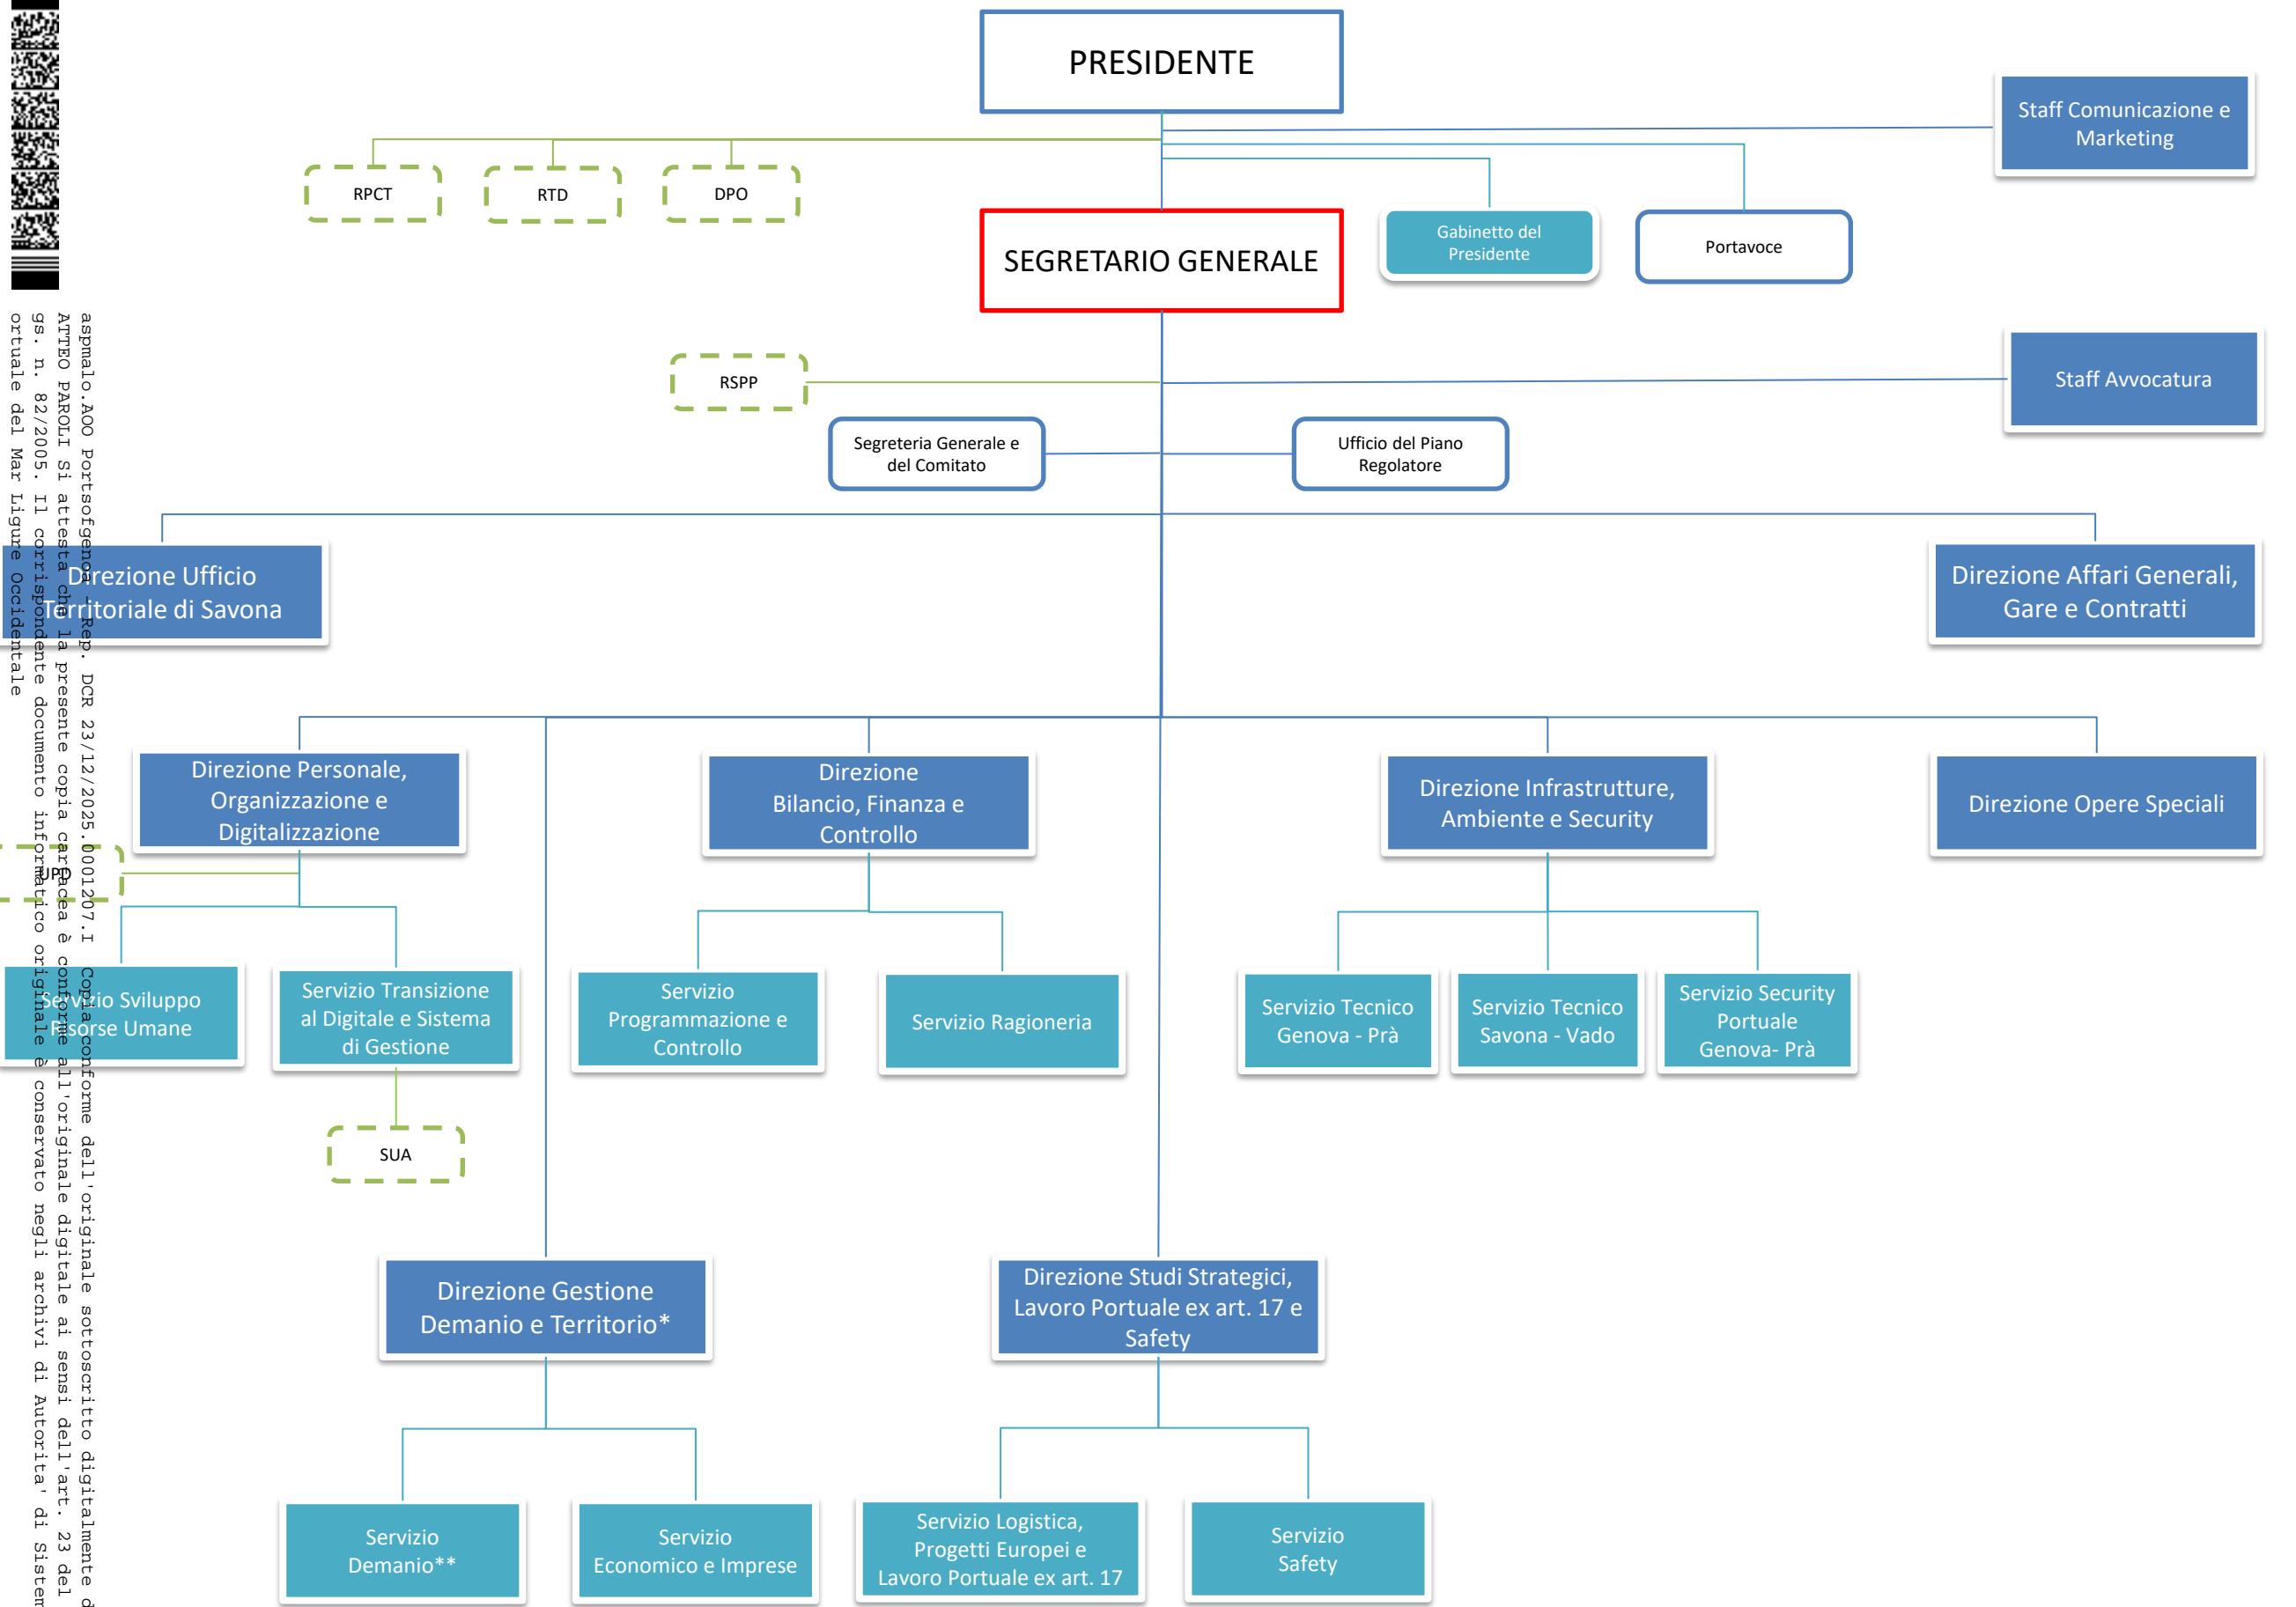 PRESIDENTE
Staff Comunicazione e
Marketing
RPCT
RTD
DPO
SEGRETARIO GENERALE
Gabinetto del
Presidente
Portavoce
RSPP
Staff Avvocatura
Segreteria Generale e
del Comitato
Ufficio del Piano
Regolatore
Direzione Ufficio
Territoriale di Savona
Direzione Affari Generali,
Gare e Contratti
Direzione Personale,
Organizzazione e
Digitalizzazione
Direzione
Bilancio, Finanza e
Controllo
Direzione Infrastrutture,
Ambiente e Security
Direzione Opere Speciali
UPD
Servizio Sviluppo
Risorse Umane
Servizio Transizione
al Digitale e Sistema
di Gestione
Servizio
Programmazione e
Controllo
Servizio Ragioneria
Servizio Tecnico
Genova - Prà
Servizio Tecnico
Savona - Vado
Servizio Security
Portuale
Genova- Prà
SUA
Direzione Gestione
Demanio e Territorio*
Direzione Studi Strategici,
Lavoro Portuale ex art. 17 e
Safety
Servizio
Demanio**
Servizio
Economico e Imprese
Servizio Logistica,
Progetti Europei e
Lavoro Portuale ex art. 17
Servizio
Safety
aspmalo.AOO Portsofgenoa - Rep. DCR 23/12/2025.0001207.I Copia conforme dell'originale sottoscritto digitalmente d
ATTEO PAROLI Si attesta che la presente copia cartacea è conforme all'originale digitale ai sensi dell'art. 23 del
gs. n. 82/2005. Il corrispondente documento informatico originale è conservato negli archivi di Autorita' di Sistem
ortuale del Mar Ligure Occidentale